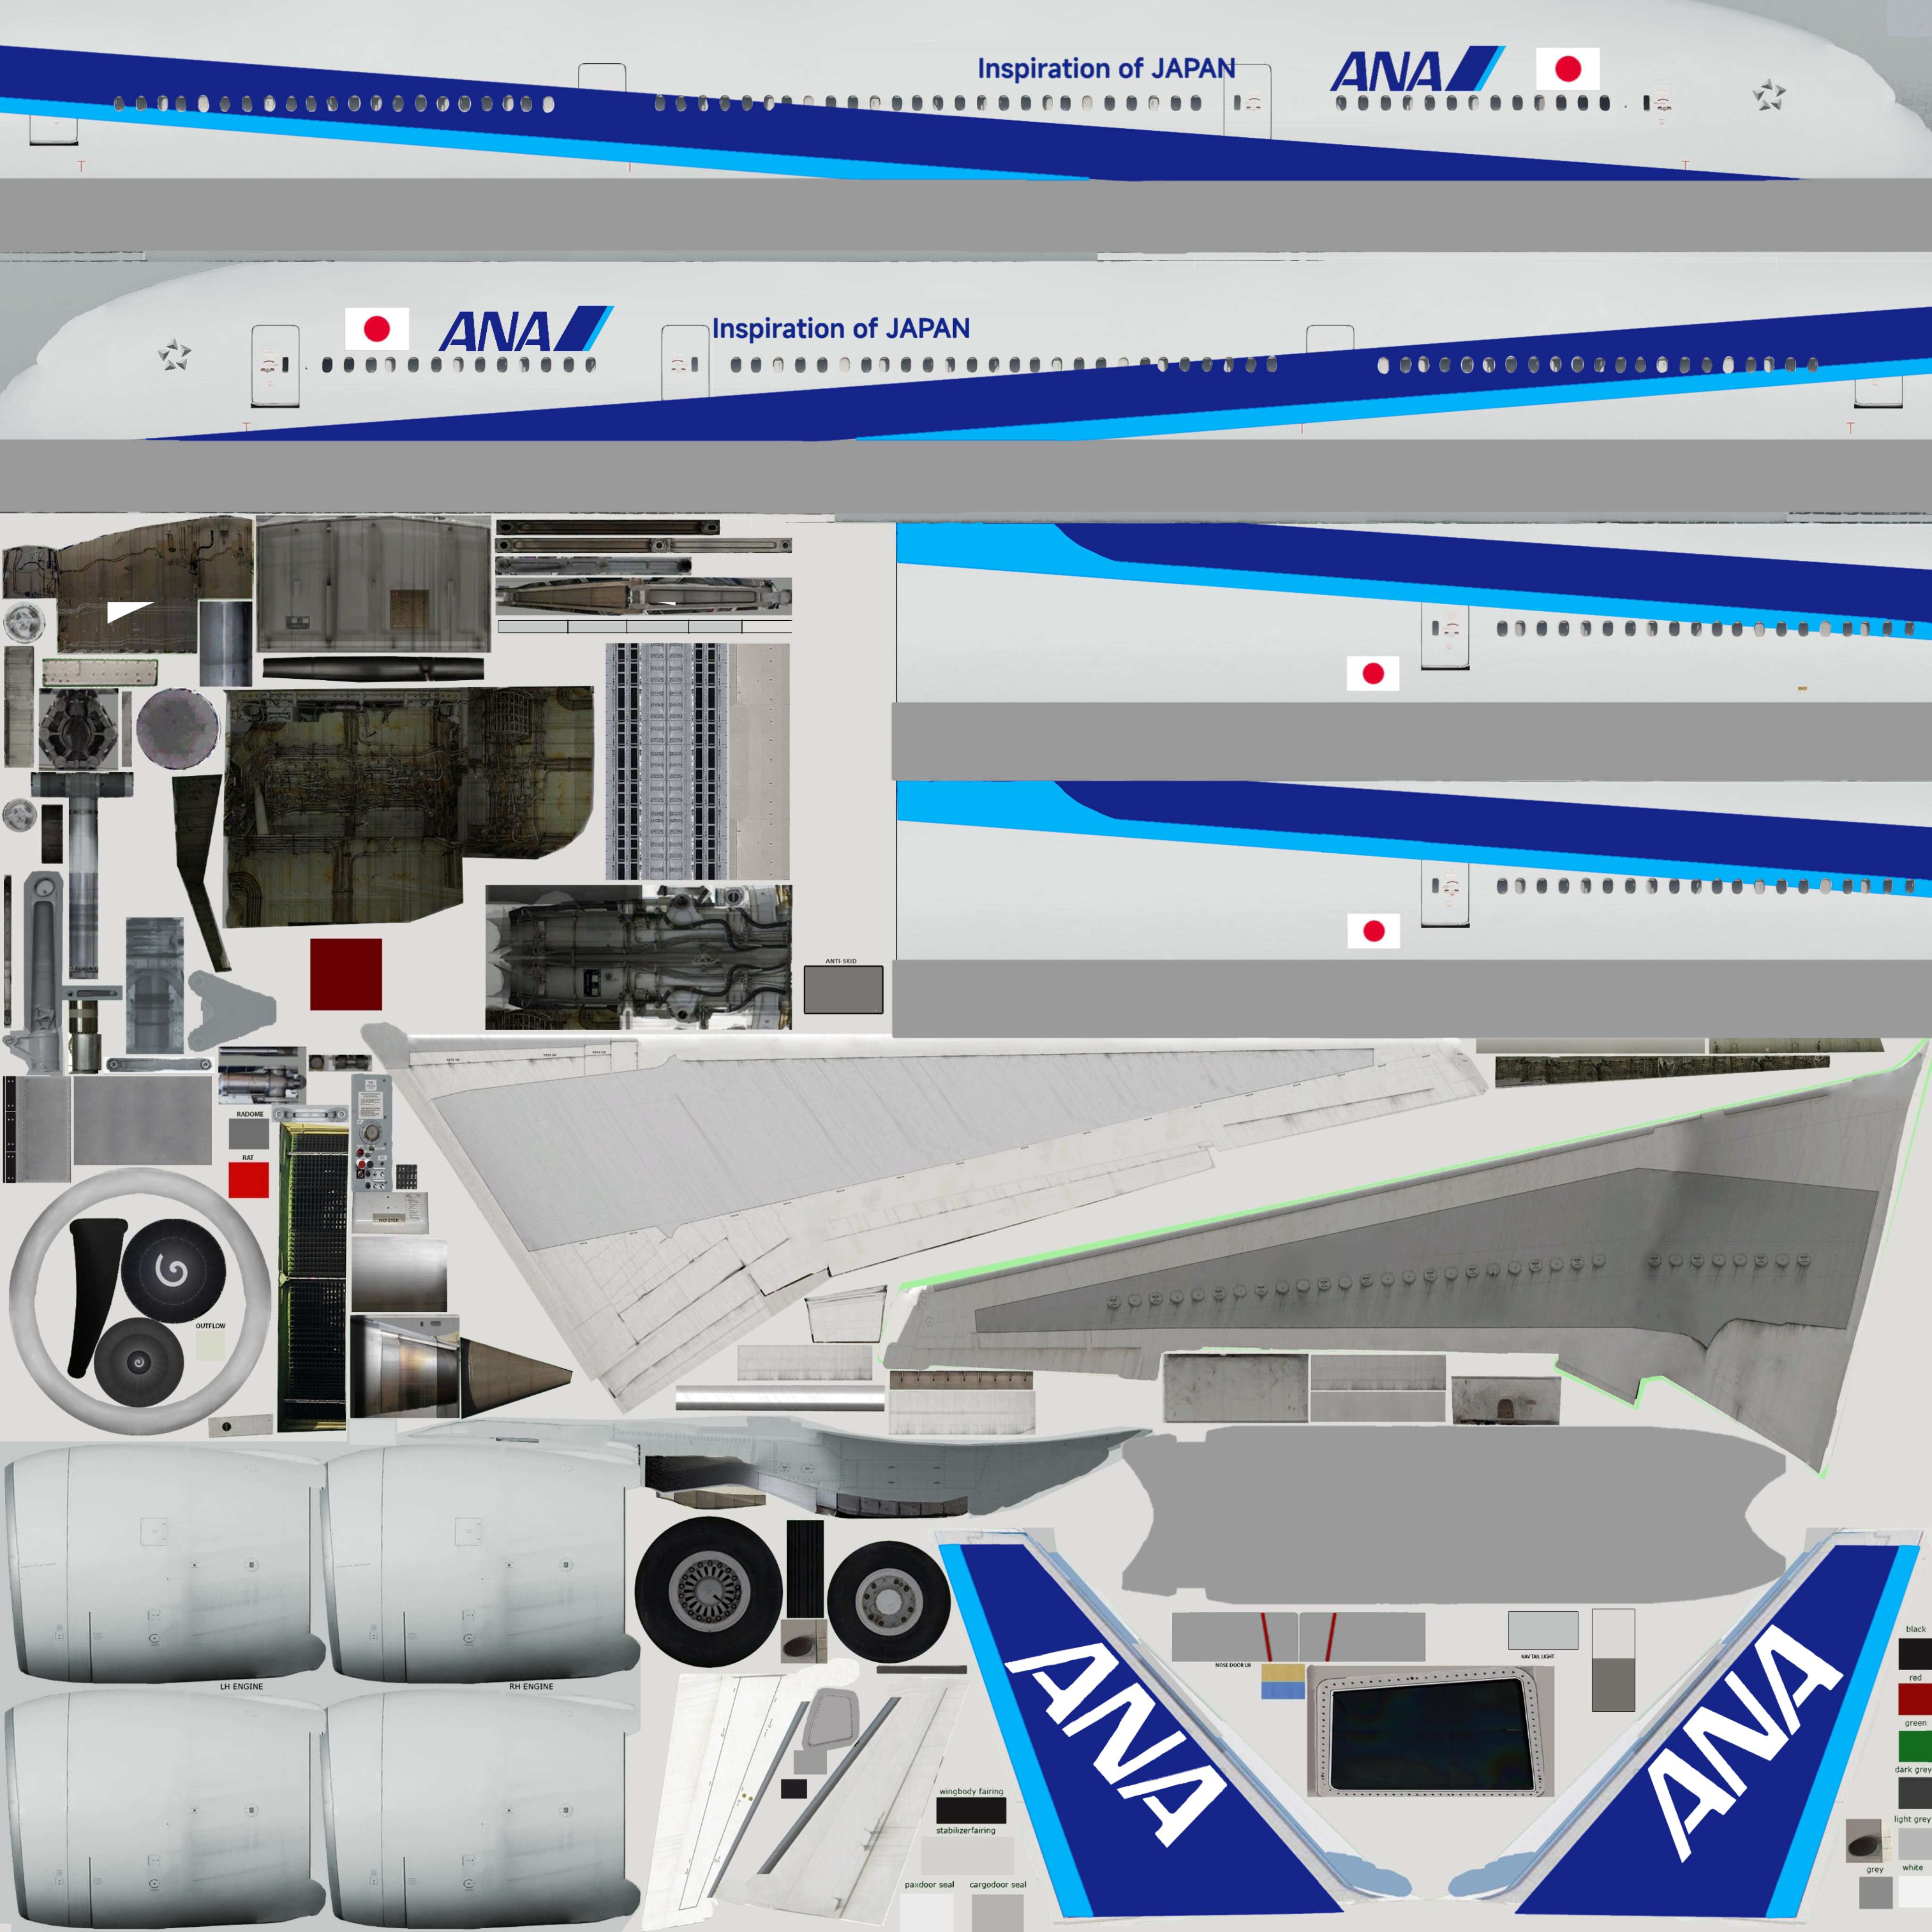 Inspiration of JAPAN
ANA
ANA
Inspiration of JAPAN
ANTI-SKID
RADOME
RAT
NO STEP
OUTFLOW
LH ENGINE
RH ENGINE
NOSE DOOR LH
NAV TAIL LIGHT
black
red
green
dark grey
light grey
grey
white
ANA
ANA
wingbody fairing
stabilizerfairing
paxdoor seal
cargodoor seal